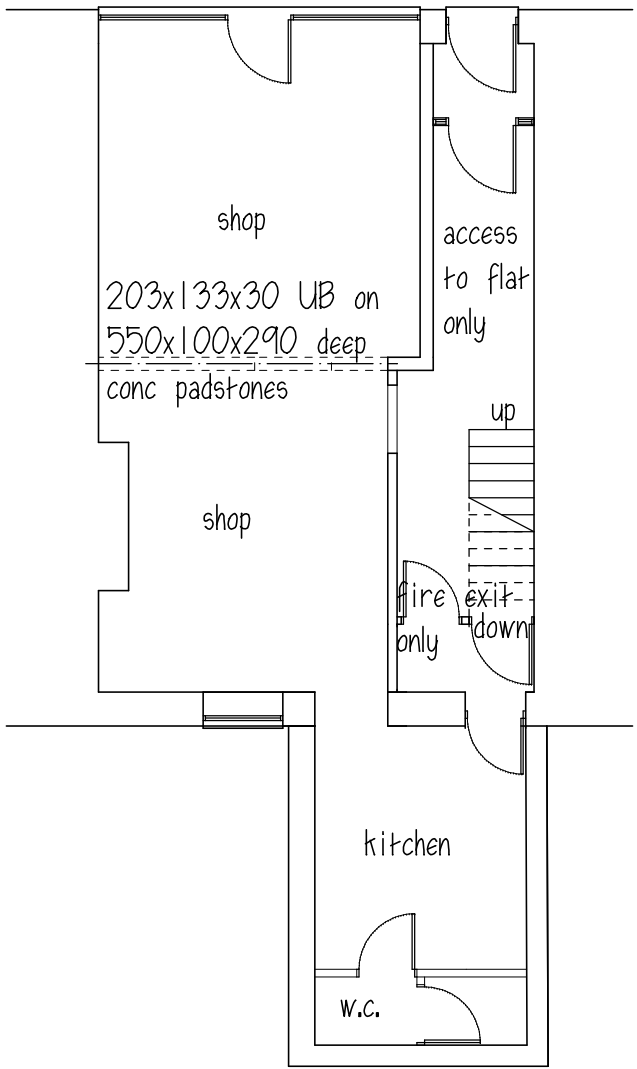 shop
access
to flat
only
203x133x30 UB on
550x100x290 deep
conc padstones
up
shop
fire exit
only
down
kitchen
w.c.